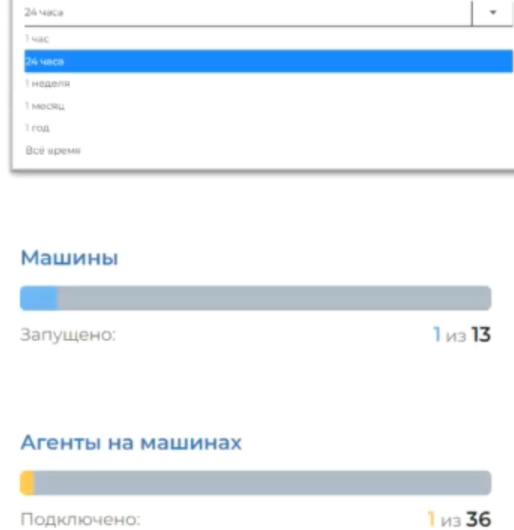 24 часа
1 час
24 часа
1 неделя
1 месяц
1 год
Всё время
Машины
Запущено: 1 из 13
Агенты на машинах
Подключено: 1 из 36